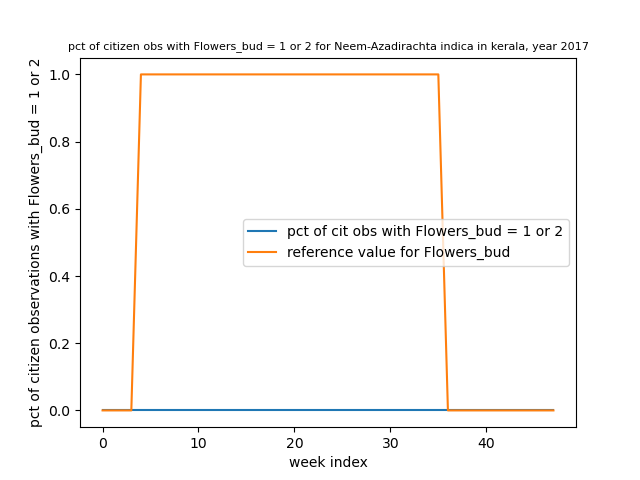 pct of citizen obs with Flowers_bud = 1 or 2 for Neem-Azadirachta indica in kerala, year 2017
pct of citizen observations with Flowers_bud = 1 or 2
1.0
0.8
0.6
0.4
0.2
0.0
pct of cit obs with Flowers_bud = 1 or 2
reference value for Flowers_bud
0
10
20
30
40
week index